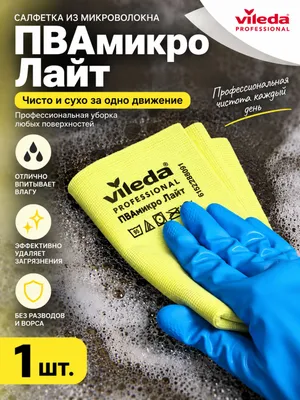 САЛФЕТКА ИЗ МИКРОВОЛОКНА
ПВАмикро
Лайт
Чисто и сухо за одно движение
Профессиональная уборка
любых поверхностей
vileda
PROFESSIONAL
Профессиональная
чистота каждый
день
ОТЛИЧНО
ВПИТЫВАЕТ
ВЛАГУ
ЭФФЕКТИВНО
УДАЛЯЕТ
ЗАГРЯЗНЕНИЯ
БЕЗ РАЗВОДОВ
И ВОРСА
1 шт.
vileda
PROFESSIONAL
ПВАмикро Лайт